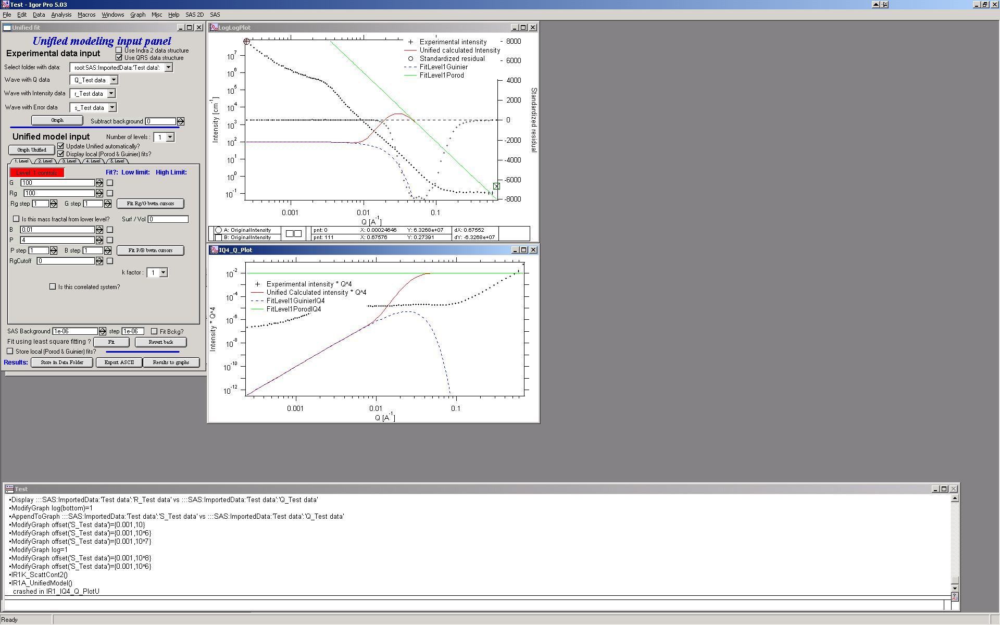 Test - Igor Pro 5.03
File Edit Data Analysis Macros Windows Graph Misc Help SAS 2D SAS
Unified fit
Unified modeling input panel
Experimental data input
Use Indra 2 data structure
Use QRS data structure
Select folder with data: root:SAS:ImportedData:'Test data':
Wave with Q data Q_Test data
Wave with Intensity data r_Test data
Wave with Error data s_Test data
Graph Subtract background 0
Unified model input Number of levels : 1
Graph Unified Update Unified automatically?
Display local (Porod & Guinier) fits?
1. Level 2. Level 3. Level 4. Level 5. Level
Level 1 controls Fit?: Low limit: High Limit:
G 100
Rg 100
Rg step 1 G step 1 Fit Rg/G bwtn cursors
Is this mass fractal from lower level? Surf / Vol 0
B 0.01
P 4
P step 1 B step 1 Fit P/B bwtn cursors
RgCutoff 0
k factor : 1
Is this correlated system?
SAS Background 1e-06 step 1e-06 Fit Bckg?
Fit using least square fitting ? Fit Revert back
Store local (Porod & Guinier) fits?
Results: Store in Data Folder Export ASCII Results to graphs
LogLogPlot
Experimental intensity
Unified calculated Intensity
Standardized residual
FitLevel1Guinier
FitLevel1Porod
Intensity [cm^-1]
10^7
10^6
10^5
10^4
10^3
10^2
10^1
10^0
10^-1
8000
6000
4000
2000
0
-2000
-4000
-6000
-8000
Standardized residual
0.001 0.01 0.1
Q [A^-1]
A: OriginalIntensity pnt: 0 X: 0.00024646 Y: 6.3268e+07 dX: 0.67552
B: OriginalIntensity pnt: 111 X: 0.67576 Y: 0.27391 dY: -6.3268e+07
IQ4_Q_Plot
Experimental intensity * Q^4
Unified Calculated intensity * Q^4
FitLevel1GuinierIQ4
FitLevel1PorodIQ4
Intensity * Q^4
10^-2
10^-4
10^-6
10^-8
10^-10
10^-12
0.001 0.01 0.1
Q [A^-1]
Test
•Display :::SAS:ImportedData:'Test data':'R_Test data' vs :::SAS:ImportedData:'Test data':'Q_Test data'
•ModifyGraph log(bottom)=1
•AppendToGraph :::SAS:ImportedData:'Test data':'S_Test data' vs :::SAS:ImportedData:'Test data':'Q_Test data'
•ModifyGraph offset('S_Test data')={0.001,10}
•ModifyGraph offset('S_Test data')={0.001,10^6}
•ModifyGraph offset('S_Test data')={0.001,10^7}
•ModifyGraph log=1
•ModifyGraph offset('S_Test data')={0.001,10^8}
•ModifyGraph offset('S_Test data')={0.001,10^6}
•IR1K_ScattCont2()
•IR1A_UnifiedModel()
crashed in IR1_IQ4_Q_PlotU
Ready